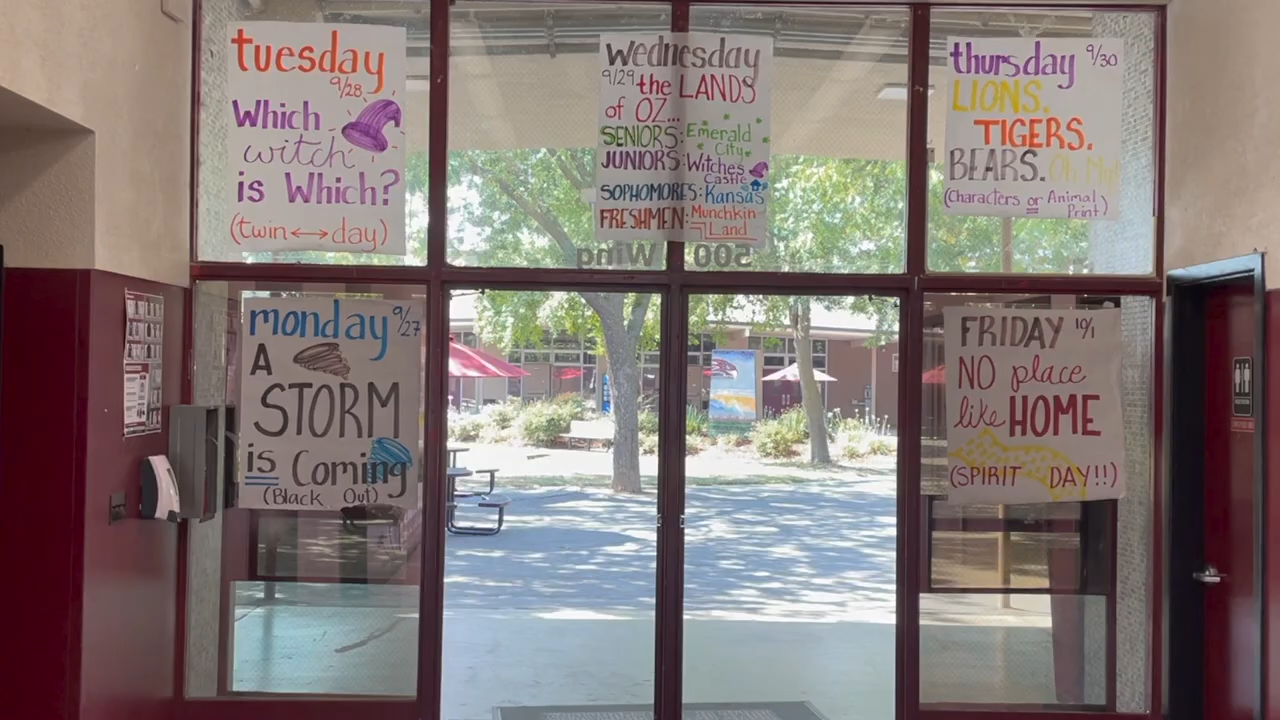 tuesday
9/28
Which
witch
is Which?
(twin↔day)
Wednesday
9/29 the LANDS
of OZ...
SENIORS: Emerald
City
JUNIORS: Witches
Castle
SOPHOMORES: Kansas
FRESHMEN: Munchkin
Land
thursday 9/30
LIONS.
TIGERS.
BEARS. Oh My!
(Characters or Animal
Print)
500 Wing
monday 9/27
A
STORM
is Coming
(Black Out)
FRIDAY 10/1
NO place
like HOME
(SPIRIT DAY!!)